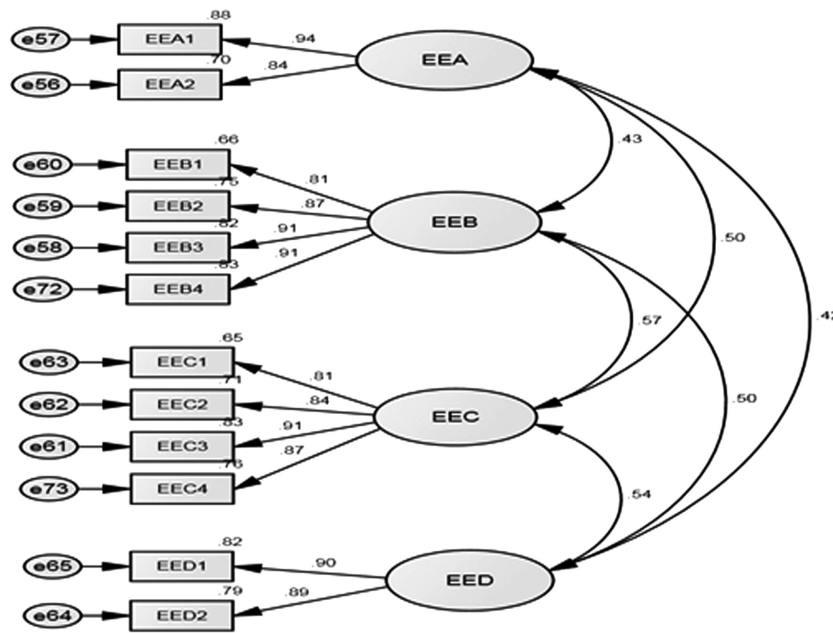 .88
e57 EEA1 .94 EEA
.70
e56 EEA2 .84
.43
.66
e60 EEB1 .81
.75
e59 EEB2 .87 EEB
.82
e58 EEB3 .91
.50
.83
e72 EEB4 .91
.57
.65
e63 EEC1 .81
.71
e62 EEC2 .84 EEC
.50
.83
e61 EEC3 .91
.76
e73 EEC4 .87
.54
.82
e65 EED1 .90 EED
.79
e64 EED2 .89